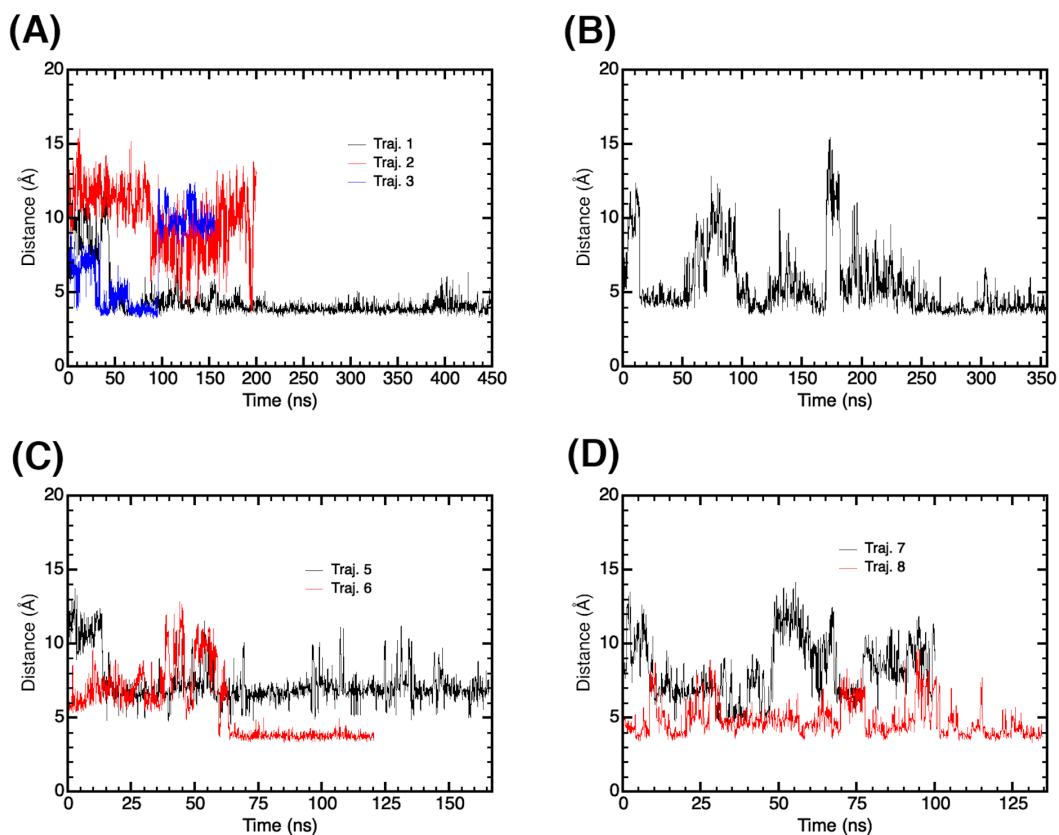 (A)
20
15
10
5
0
Distance (Å)
Traj. 1
Traj. 2
Traj. 3
0 50 100 150 200 250 300 350 400 450
Time (ns)
(B)
20
15
10
5
0
Distance (Å)
0 50 100 150 200 250 300 350
Time (ns)
(C)
20
15
10
5
0
Distance (Å)
Traj. 5
Traj. 6
0 25 50 75 100 125 150
Time (ns)
(D)
20
15
10
5
0
Distance (Å)
Traj. 7
Traj. 8
0 25 50 75 100 125
Time (ns)